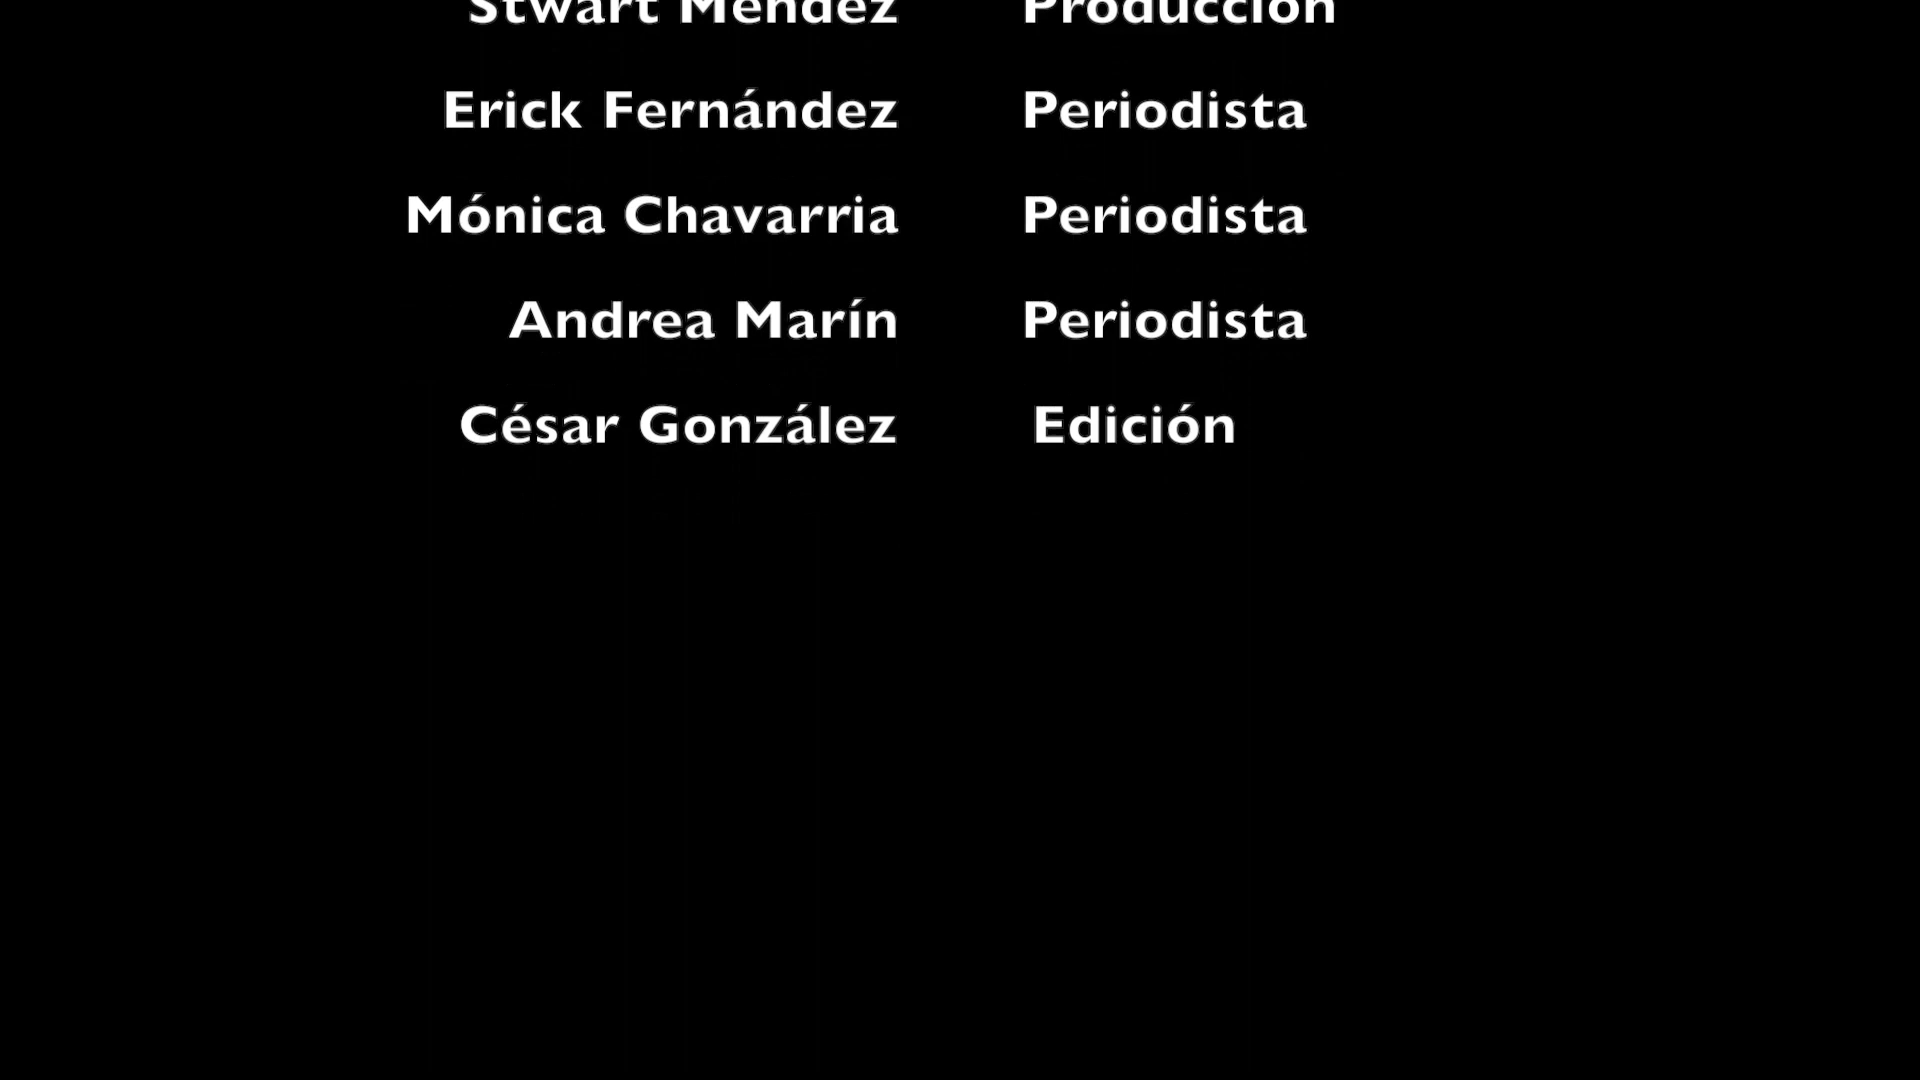 Stwart Méndez Producción
Erick Fernández Periodista
Mónica Chavarria Periodista
Andrea Marín Periodista
César González Edición